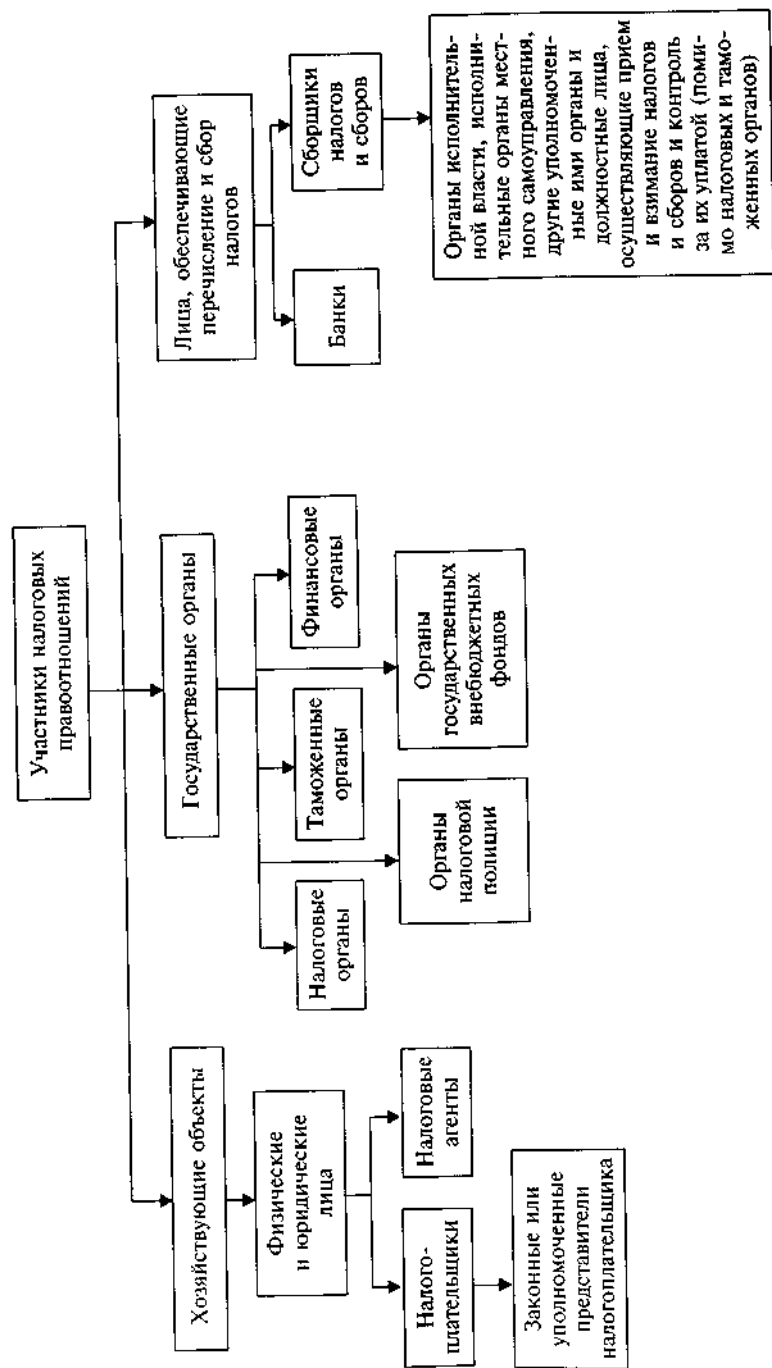 Участники налоговых
правоотношений
Хозяйствующие объекты
Государственные органы
Лица, обеспечивающие
перечисление и сбор
налогов
Физические
и юридические
лица
Налоговые
органы
Таможенные
органы
Финансовые
органы
Банки
Сборщики
налогов
и сборов
Налого-
плательщики
Налоговые
агенты
Органы
налоговой
полиции
Органы
государственных
внебюджетных
фондов
Органы исполнитель-
ной власти, исполни-
тельные органы мест-
ного самоуправления,
другие уполномочен-
ные ими органы и
должностные лица,
осуществляющие прием
и взимание налогов
и сборов и контроль
за их уплатой (поми-
мо налоговых и тамо-
женных органов)
Законные или
уполномоченные
представители
налогоплательщика